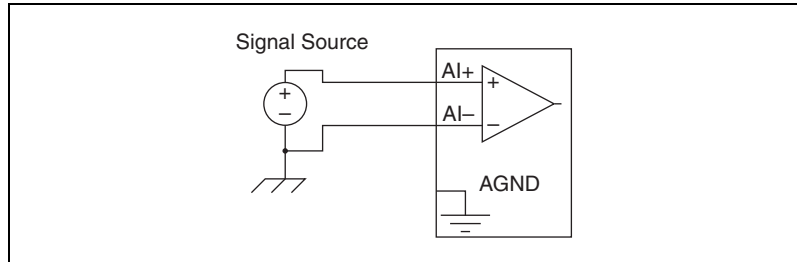 Signal Source
AI+
+
+
–
AI–
–
AGND